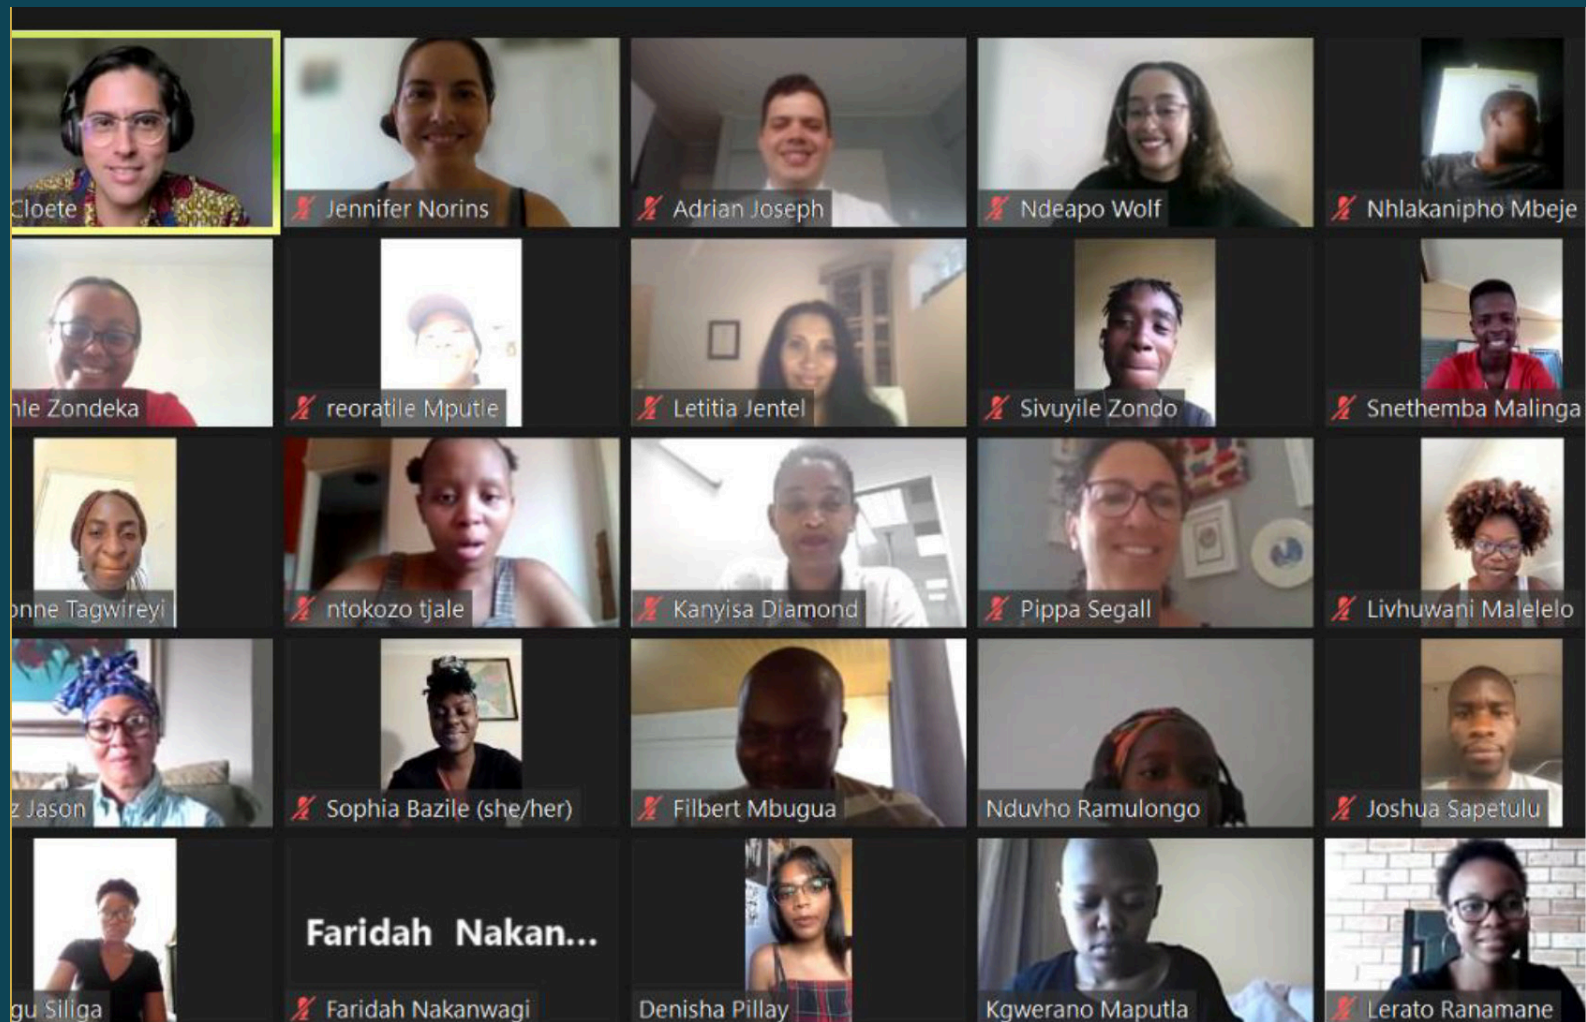 Cloete
Jennifer Norins
Adrian Joseph
Ndeapo Wolf
Nhlakanipho Mbeje
nle Zondeka
reoratile Mputle
Letitia Jentel
Sivuyile Zondo
Snethemba Malinga
onne Tagwireyi
ntokozo tjale
Kanyisa Diamond
Pippa Segall
Livhuwani Malelelo
z Jason
Sophia Bazile (she/her)
Filbert Mbugua
Nduvho Ramulongo
Joshua Sapetulu
Faridah Nakan...
gu Siliga
Faridah Nakanwagi
Denisha Pillay
Kgwerano Maputla
Lerato Ranamane